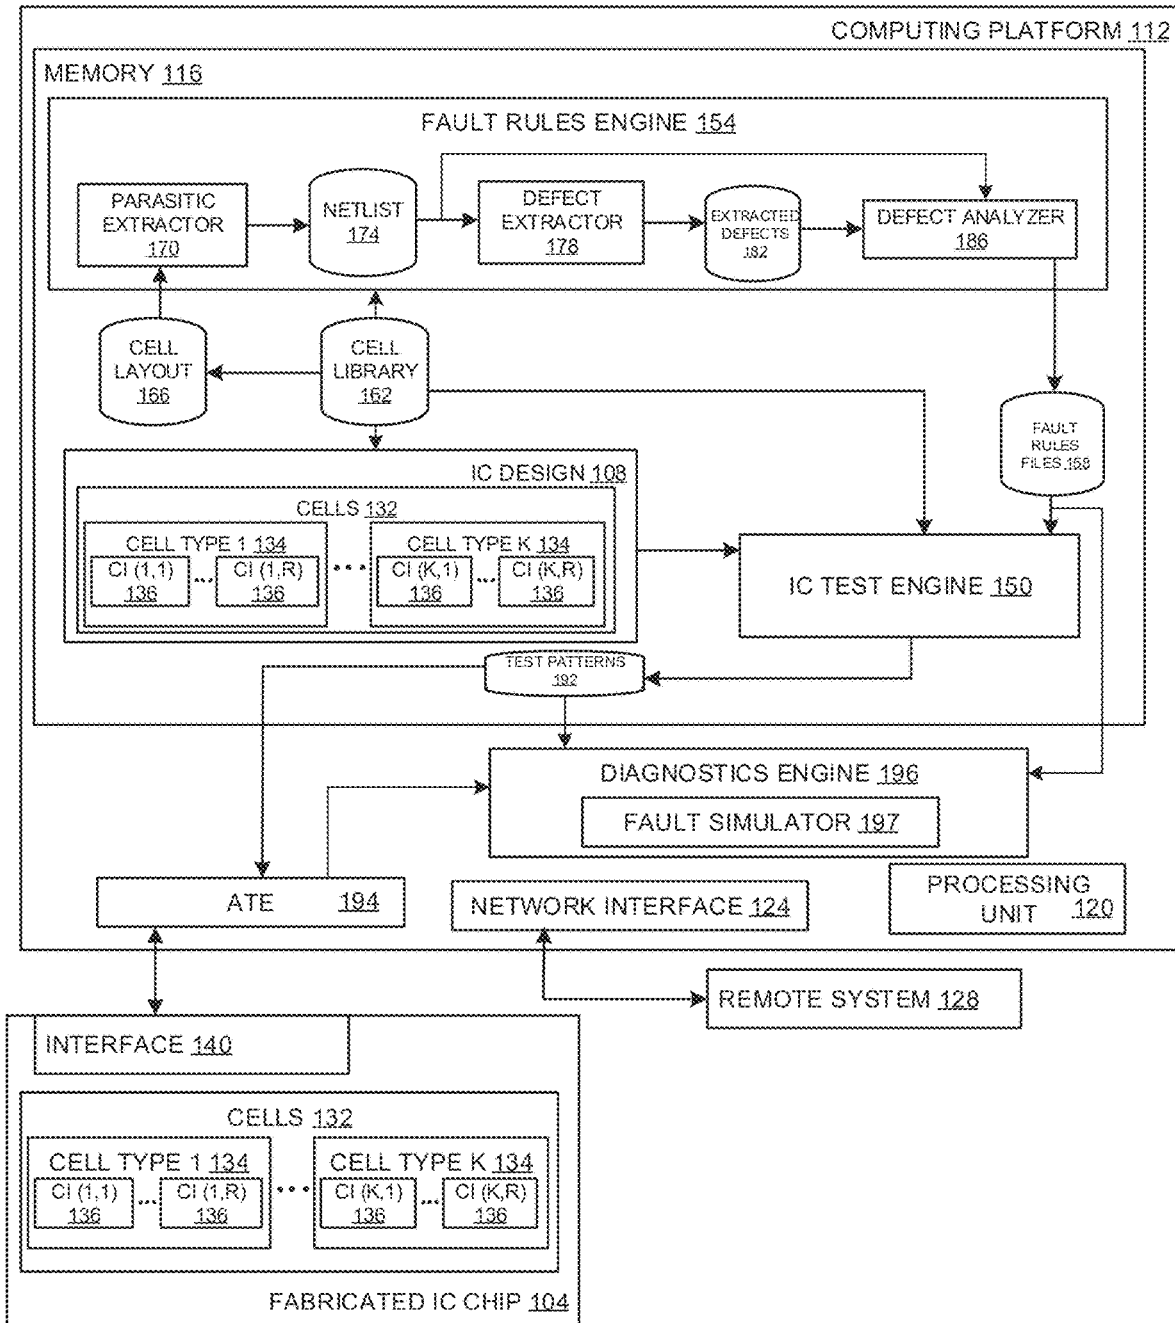 COMPUTING PLATFORM 112
MEMORY 116
FAULT RULES ENGINE 154
PARASITIC
EXTRACTOR
170
NETLIST
174
DEFECT
EXTRACTOR
178
EXTRACTED
DEFECTS
182
DEFECT ANALYZER
186
CELL
LAYOUT
166
CELL
LIBRARY
162
FAULT
RULES
FILES 158
IC DESIGN 108
CELLS 132
CELL TYPE 1 134
CI (1,1)
136
...
CI (1,R)
136
...
CELL TYPE K 134
CI (K,1)
136
...
CI (K,R)
136
IC TEST ENGINE 150
TEST PATTERNS
192
DIAGNOSTICS ENGINE 196
FAULT SIMULATOR 197
ATE 194
NETWORK INTERFACE 124
PROCESSING
UNIT 120
REMOTE SYSTEM 128
INTERFACE 140
CELLS 132
CELL TYPE 1 134
CI (1,1)
136
...
CI (1,R)
136
...
CELL TYPE K 134
CI (K,1)
136
...
CI (K,R)
136
FABRICATED IC CHIP 104